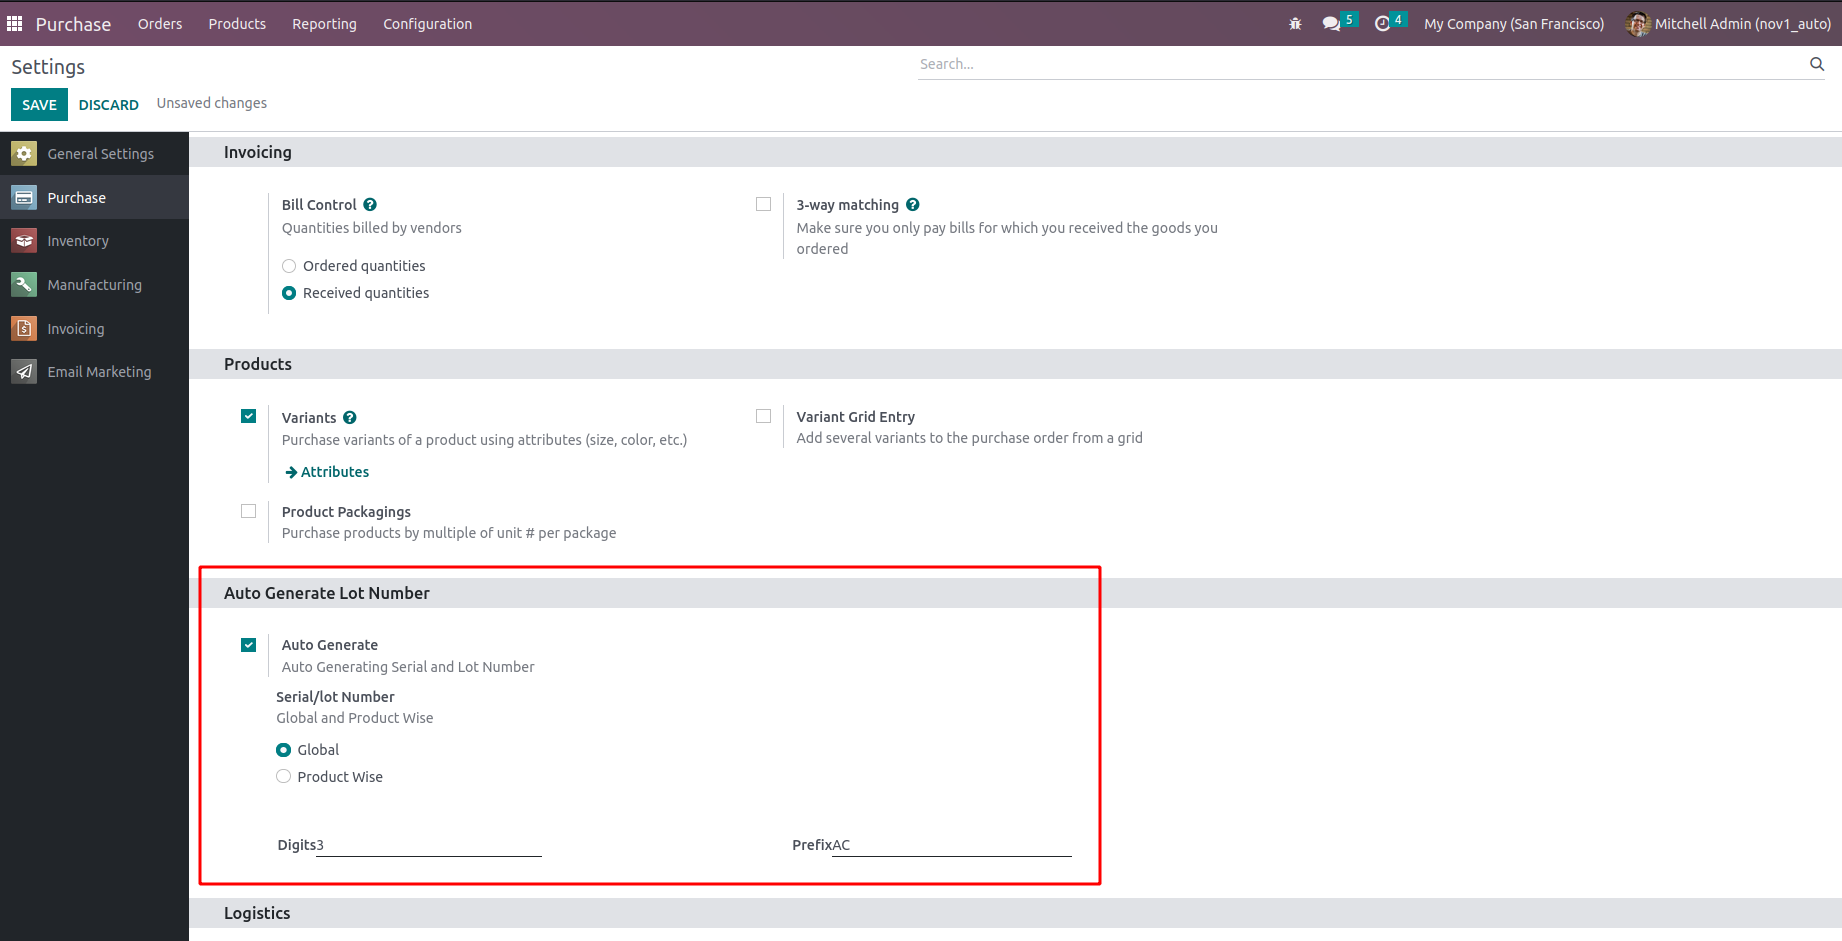 Purchase Orders Products Reporting Configuration 5 4 My Company (San Francisco) Mitchell Admin (nov1_auto)
Settings Search...
SAVE DISCARD Unsaved changes
General Settings
Purchase
Inventory
Manufacturing
Invoicing
Email Marketing
Invoicing
Bill Control ?
Quantities billed by vendors
Ordered quantities
Received quantities
3-way matching ?
Make sure you only pay bills for which you received the goods you
ordered
Products
Variants ?
Purchase variants of a product using attributes (size, color, etc.)
Attributes
Variant Grid Entry
Add several variants to the purchase order from a grid
Product Packagings
Purchase products by multiple of unit # per package
Auto Generate Lot Number
Auto Generate
Auto Generating Serial and Lot Number
Serial/lot Number
Global and Product Wise
Global
Product Wise
Digits3 PrefixAC
Logistics